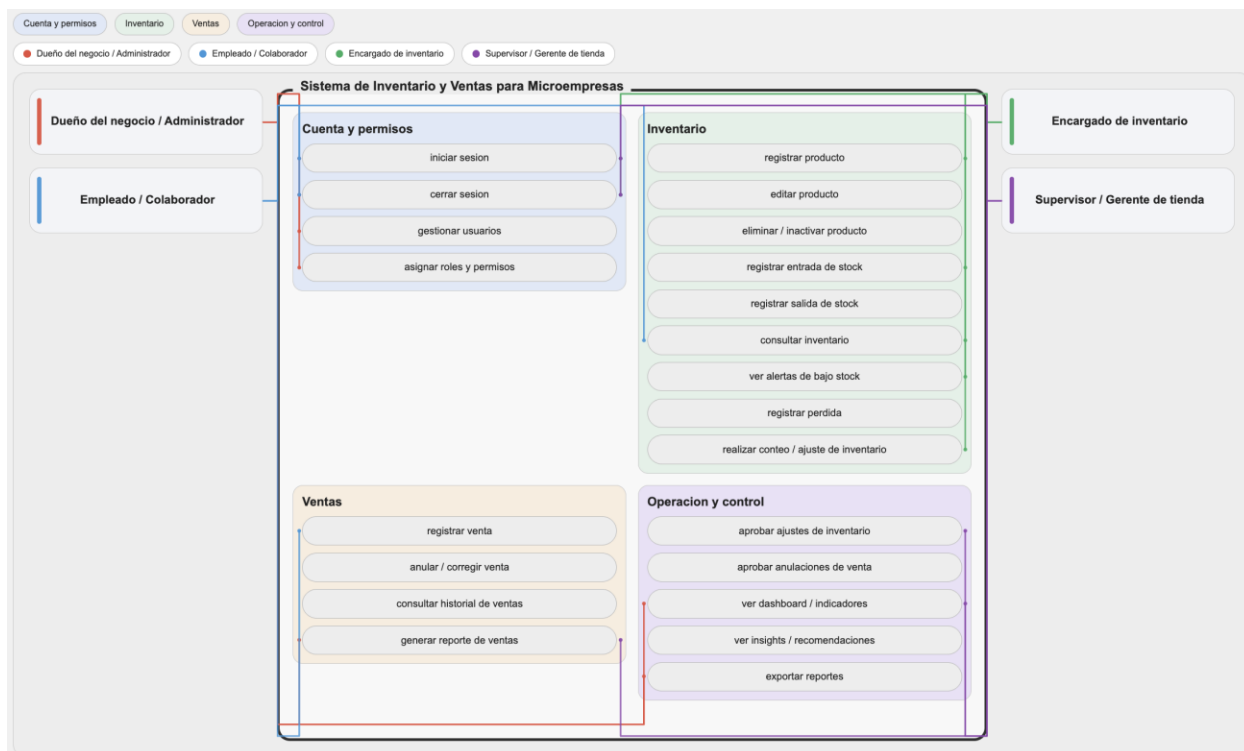 Cuenta y permisos
Inventario
Ventas
Operacion y control
Dueño del negocio / Administrador
Empleado / Colaborador
Encargado de inventario
Supervisor / Gerente de tienda
Sistema de Inventario y Ventas para Microempresas
Dueño del negocio / Administrador
Empleado / Colaborador
Encargado de inventario
Supervisor / Gerente de tienda
Cuenta y permisos
iniciar sesion
cerrar sesion
gestionar usuarios
asignar roles y permisos
Inventario
registrar producto
editar producto
eliminar / inactivar producto
registrar entrada de stock
registrar salida de stock
consultar inventario
ver alertas de bajo stock
registrar perdida
realizar conteo / ajuste de inventario
Ventas
registrar venta
anular / corregir venta
consultar historial de ventas
generar reporte de ventas
Operacion y control
aprobar ajustes de inventario
aprobar anulaciones de venta
ver dashboard / indicadores
ver insights / recomendaciones
exportar reportes